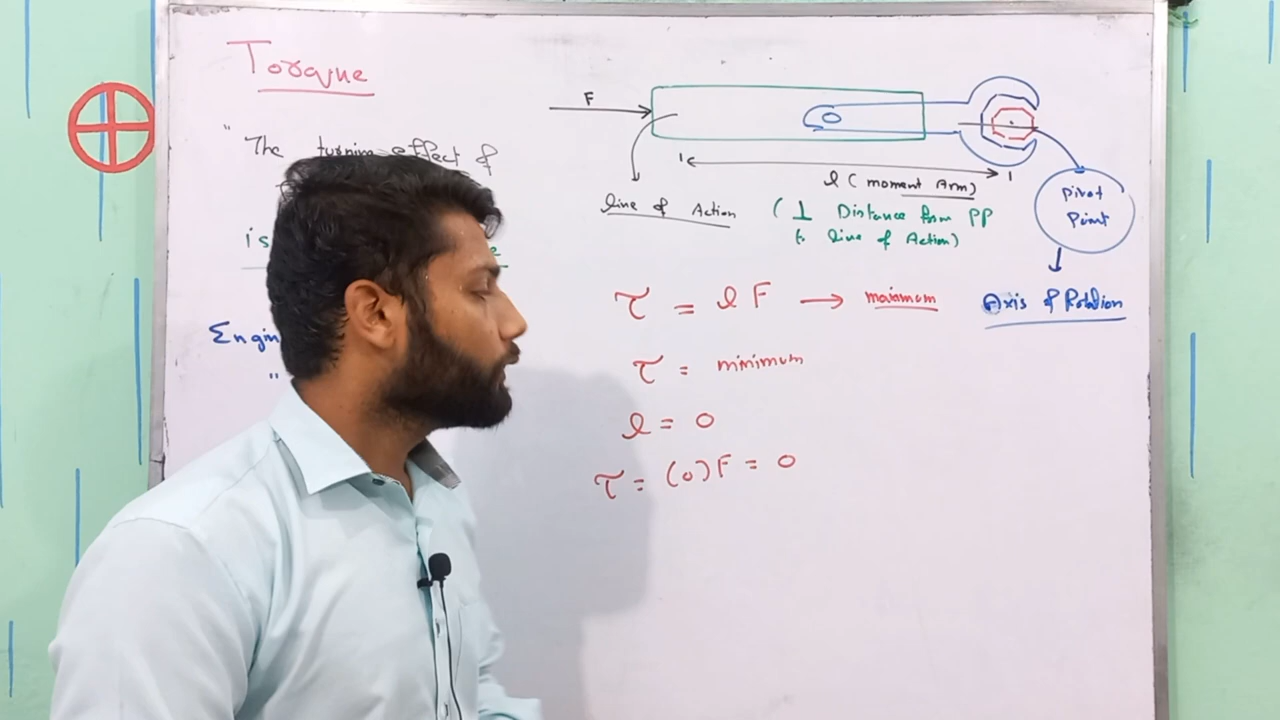 Torque
" The turning effect of
is
Engin
"
F
l (moment Arm)
line of Action
(⊥ Distance from PP
to line of Action)
Pivot
Point
Axis of Rotation
τ = l F → maximum
τ = minimum
l = 0
τ = (0)F = 0